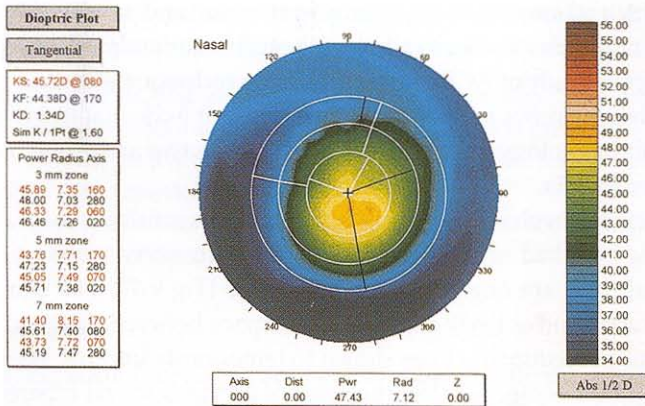 Dioptric Plot
Tangential
KS: 45.72D @ 080
KF: 44.38D @ 170
KD: 1.34D
Sim K / 1Pt @ 1.60
Power Radius Axis
3 mm zone
45.89 7.35 160
48.00 7.03 280
46.33 7.29 060
46.46 7.26 020
5 mm zone
43.76 7.71 170
47.23 7.15 280
45.05 7.49 070
45.71 7.38 020
7 mm zone
41.40 8.15 170
45.61 7.40 080
43.73 7.72 070
45.19 7.47 280
Nasal
90
120
60
150
180
00
210
330
240
300
270
56.00
55.00
54.00
53.00
52.00
51.00
50.00
49.00
48.00
47.00
46.00
45.00
44.00
43.00
42.00
41.00
40.00
39.00
38.00
37.00
36.00
35.00
34.00
Axis Dist Pwr Rad Z
000 0.00 47.43 7.12 0.00
Abs 1/2 D